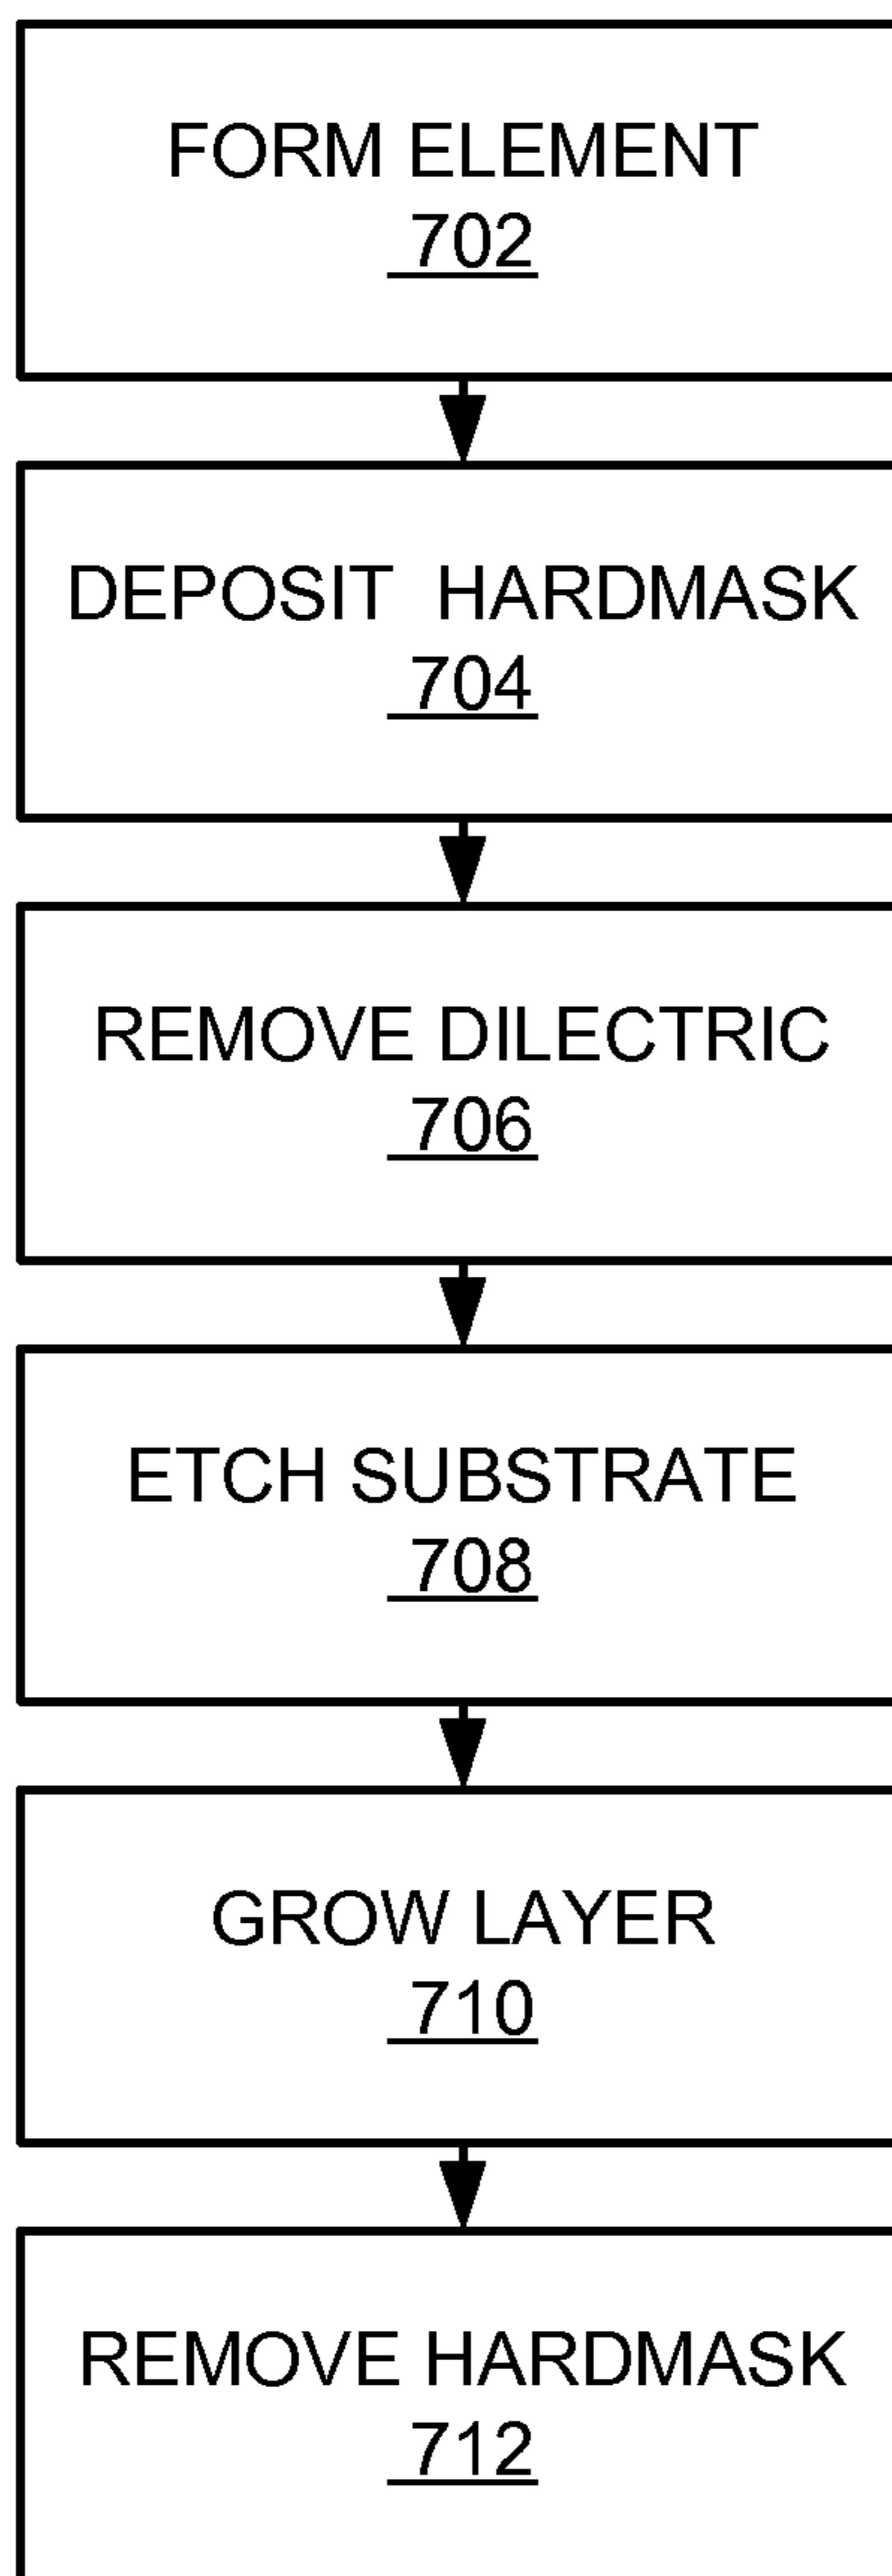 FORM ELEMENT
702
DEPOSIT HARDMASK
704
REMOVE DILECTRIC
706
ETCH SUBSTRATE
708
GROW LAYER
710
REMOVE HARDMASK
712